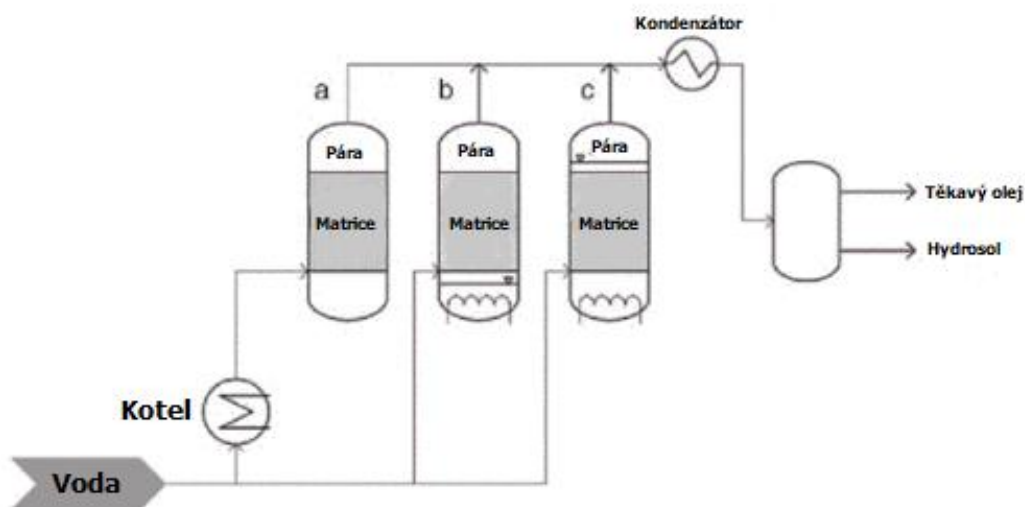 Kondenzátor
a
b
c
Pára
Pára
Pára
Matrice
Matrice
Matrice
Těkavý olej
Hydrosol
Kotel
Voda